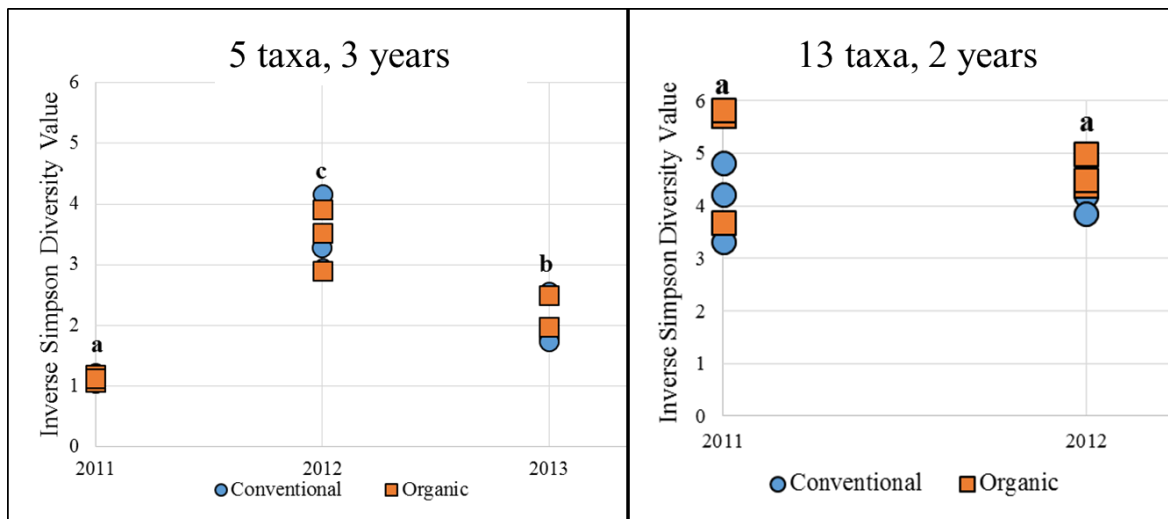 5 taxa, 3 years
Inverse Simpson Diversity Value
6
5
4
3
2
1
0
a
c
b
2011
2012
2013
Conventional
Organic
13 taxa, 2 years
Inverse Simpson Diversity Value
6
5
4
3
2
1
0
a
a
2011
2012
Conventional
Organic